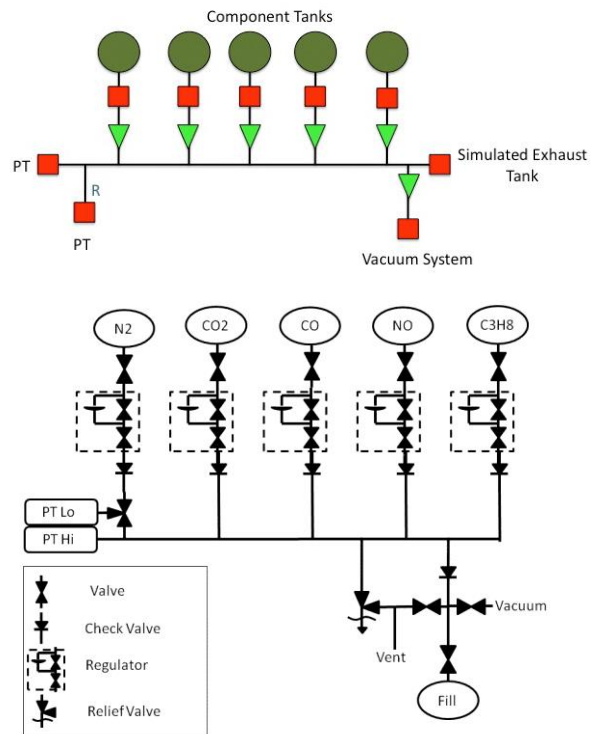 Component Tanks
PT
R
PT
Simulated Exhaust
Tank
Vacuum System
N2
CO2
CO
NO
C3H8
PT Lo
PT Hi
Valve
Check Valve
Regulator
Relief Valve
Vacuum
Vent
Fill